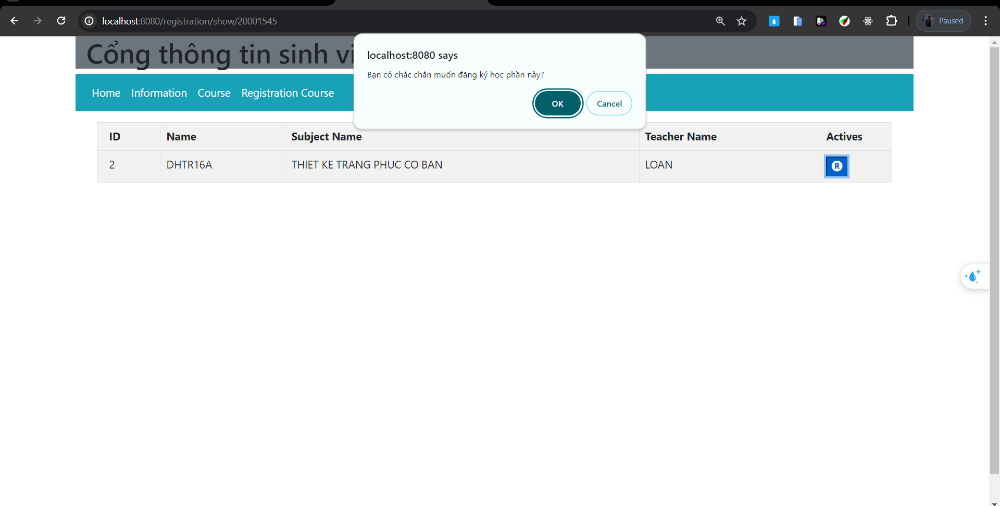 localhost:8080/registration/show/20001545
Paused
Cổng thông tin sinh vi
localhost:8080 says
Bạn có chắc chắn muốn đăng ký học phần này?
OK
Cancel
Home
Information
Course
Registration Course
ID
Name
Subject Name
Teacher Name
Actives
2
DHTR16A
THIET KE TRANG PHUC CO BAN
LOAN
R